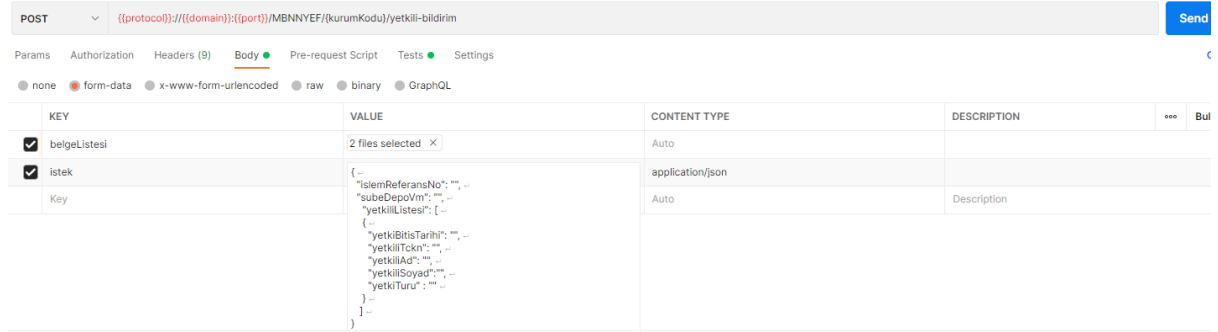 POST {{protocol}}://{{domain}}:{{port}}/MBNNYEF/{kurumKodu}/yetkili-bildirim Send
Params Authorization Headers (9) Body Pre-request Script Tests Settings
none form-data x-www-form-urlencoded raw binary GraphQL
KEY VALUE CONTENT TYPE DESCRIPTION ooo Bul
belgeListesi 2 files selected × Auto
istek { ↵ application/json
"islemReferansNo": "", ↵
"subeDepoVm": "", ↵
Key Auto Description
"yetkiliListesi": [ ↵
{ ↵
"yetkiBitisTarihi": "", ↵
"yetkiliTckn": "", ↵
"yetkiliAd": "", ↵
"yetkiliSoyad":"", ↵
"yetkiTuru" : "" ↵
} ↵
] ↵
}